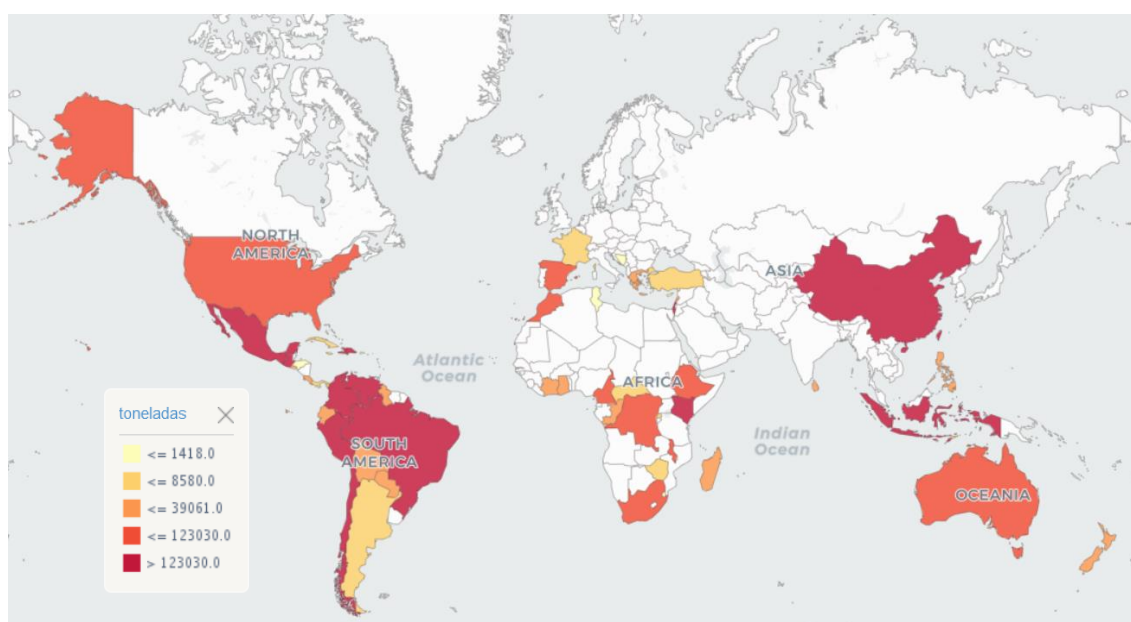 NORTH
AMERICA
ASIA
Atlantic
Ocean
AFRICA
toneladas
SOUTH
AMERICA
Indian
Ocean
<= 1418.0
<= 8580.0
OCEANIA
<= 39061.0
<= 123030.0
> 123030.0